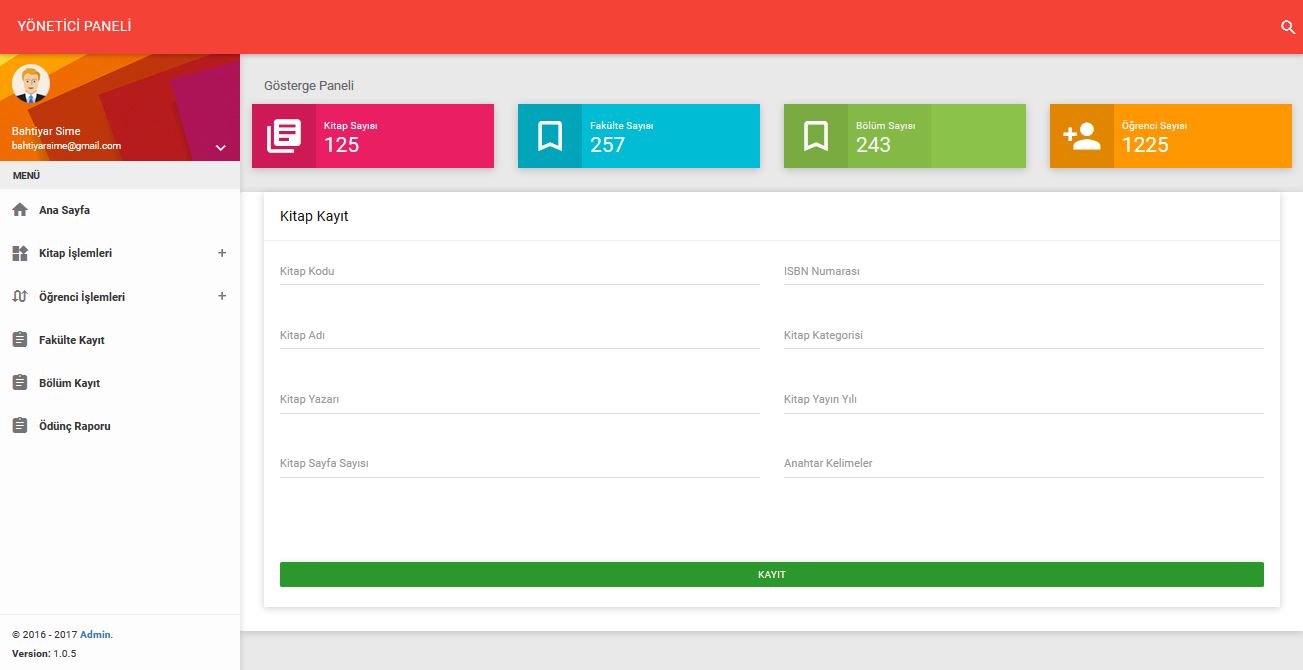 YÖNETİCİ PANELİ
Bahtiyar Sime
bahtiyarsime@gmail.com
MENÜ
Ana Sayfa
Kitap İşlemleri +
Öğrenci İşlemleri +
Fakülte Kayıt
Bölüm Kayıt
Ödünç Raporu
© 2016 - 2017 Admin.
Version: 1.0.5
Gösterge Paneli
Kitap Sayısı
125
Fakülte Sayısı
257
Bölüm Sayısı
243
Öğrenci Sayısı
1225
Kitap Kayıt
Kitap Kodu
ISBN Numarası
Kitap Adı
Kitap Kategorisi
Kitap Yazarı
Kitap Yayın Yılı
Kitap Sayfa Sayısı
Anahtar Kelimeler
KAYIT